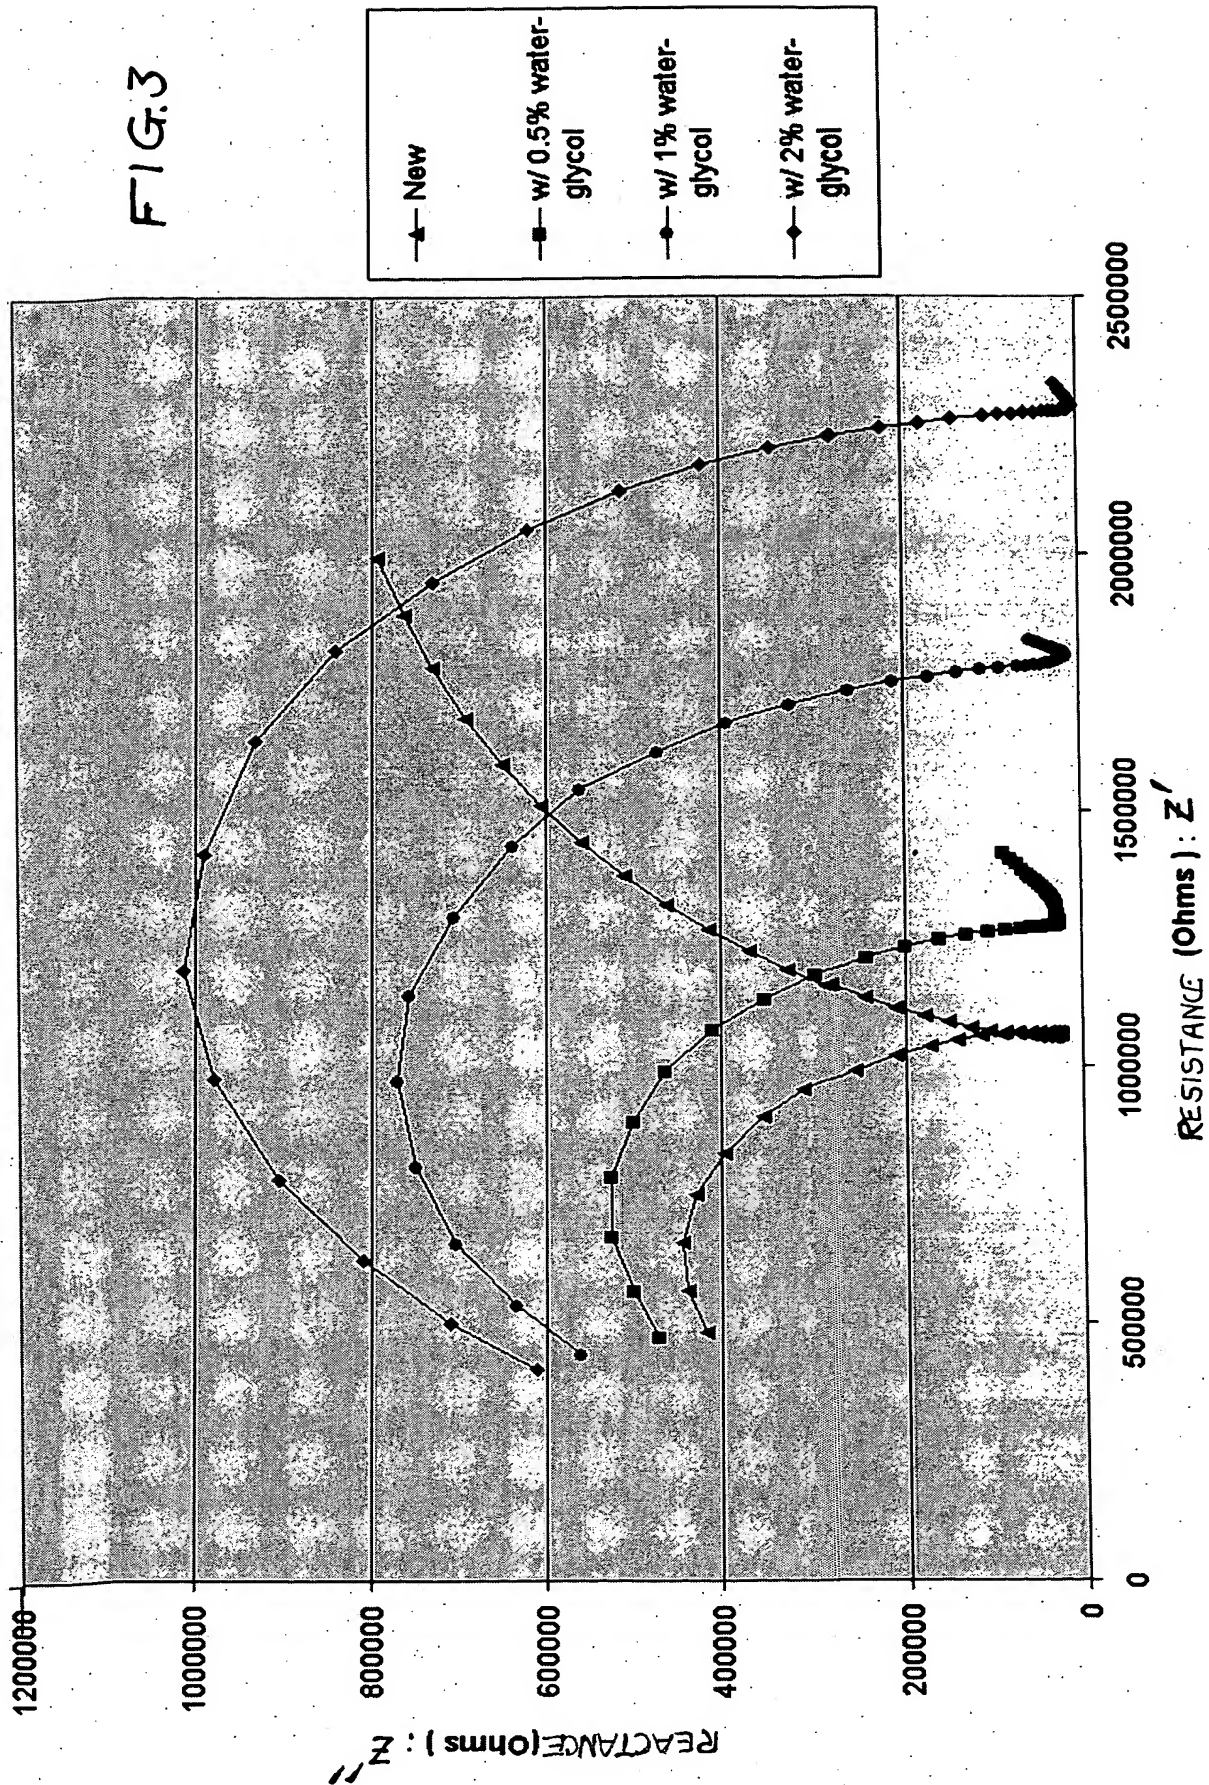 FIG.3
New
w/ 0.5% water-
glycol
w/ 1% water-
glycol
w/ 2% water-
glycol
REACTANCE(Ohms) : Z''
1200000
1000000
800000
600000
400000
200000
0
0
500000
1000000
1500000
2000000
2500000
RESISTANCE (Ohms) : Z'